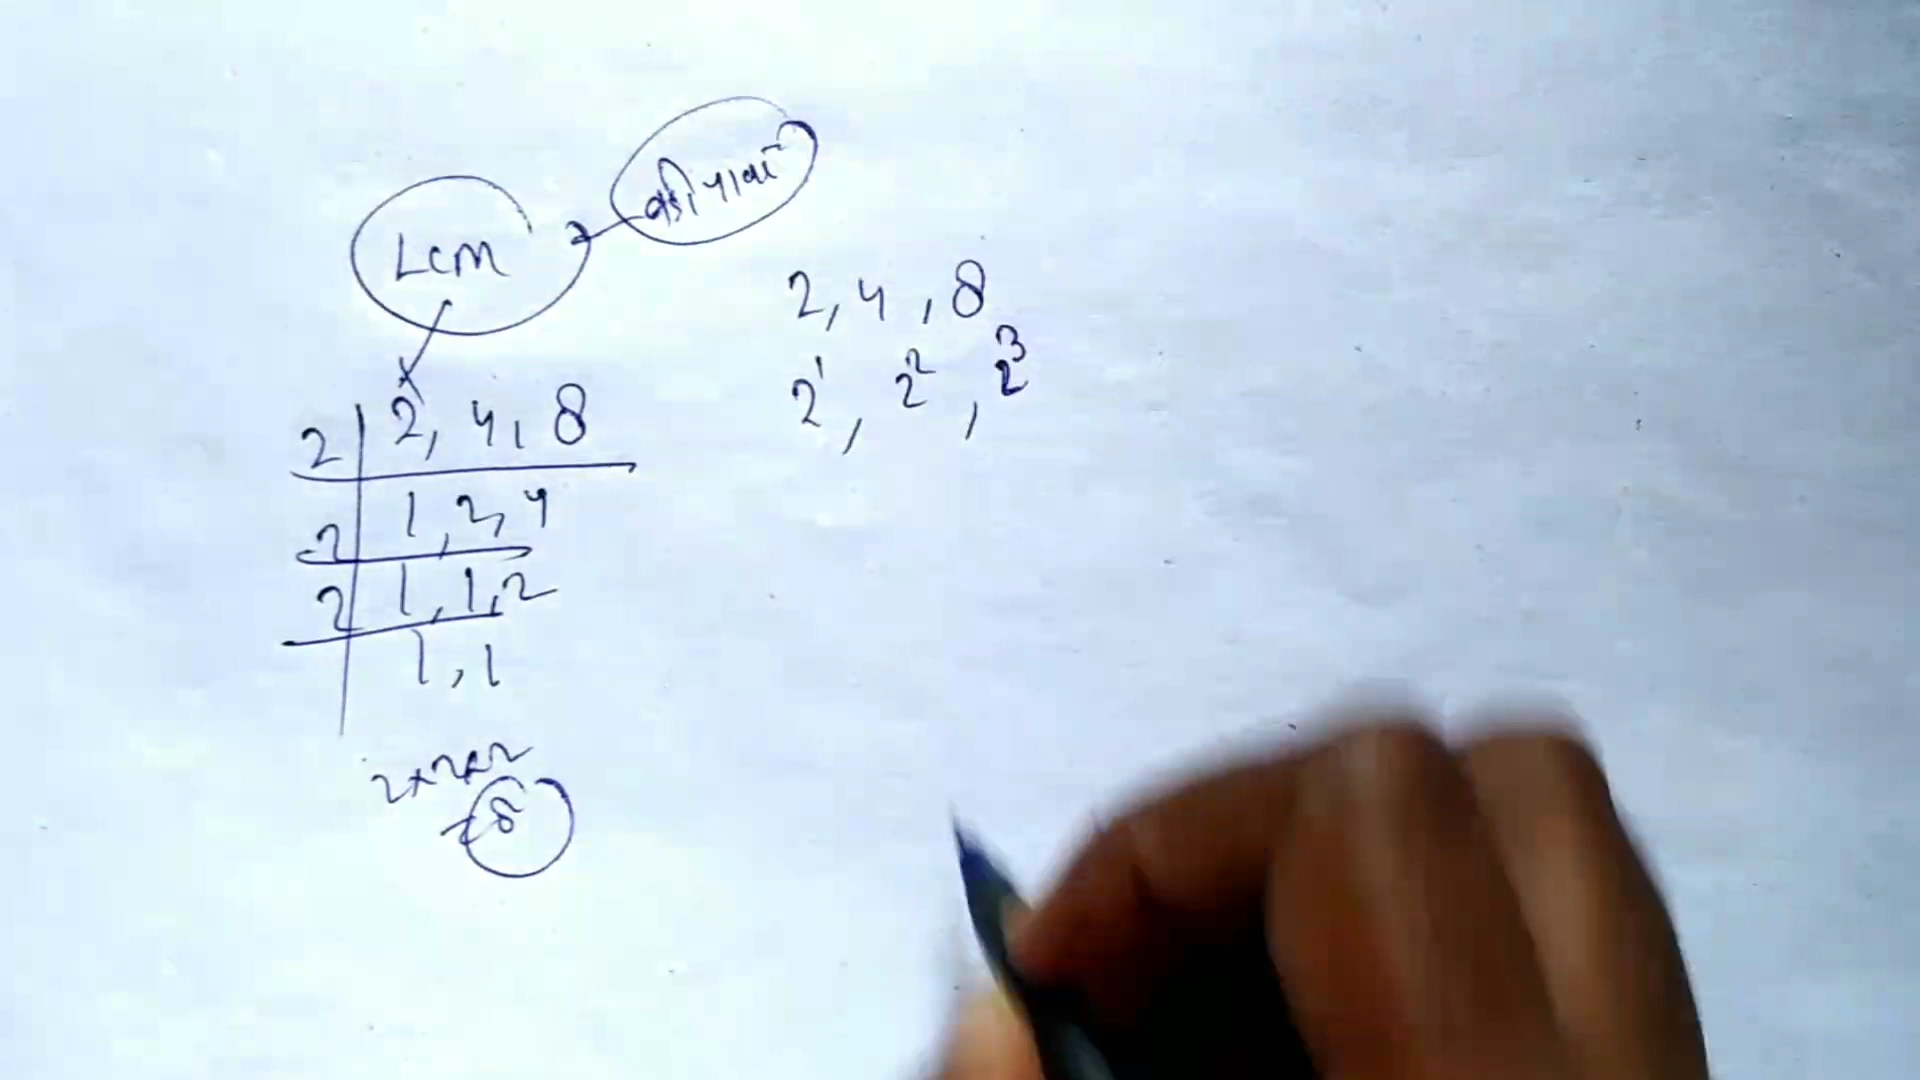 LCM
2, 4, 8
2¹, 2², 2³
2 | 2, 4, 8
2 | 1, 2, 4
2 | 1, 1, 2
1, 1
2×2×2
=8